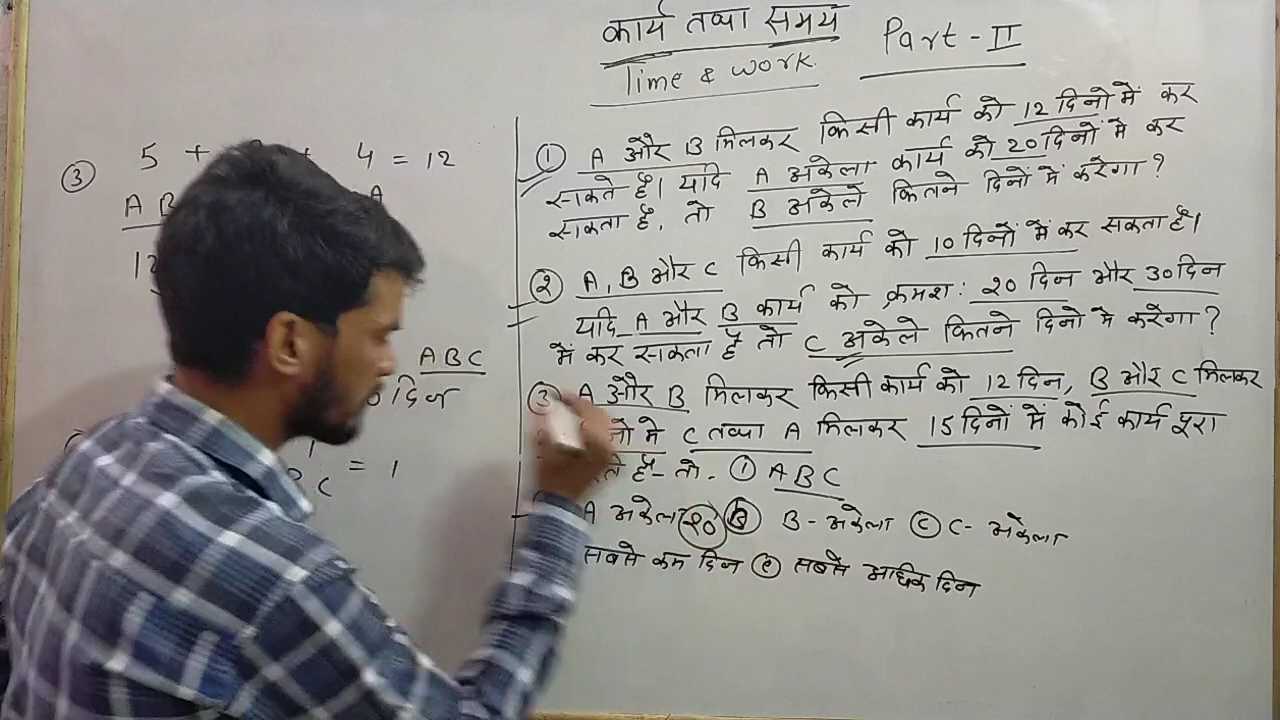 कार्य तथा समय Part-II
Time & work.
③ 5 + 4 = 12
A B A
A B C
दिन
1
C = 1
① A और B मिलकर किसी कार्य को 12 दिनो में कर
सकते हैं। यदि A अकेला कार्य को 20 दिनों मे कर
सकता है, तो B अकेले कितने दिनों में करेगा ?
② A, B और C किसी कार्य को 10 दिनों में कर सकता है।
यदि A और B कार्य को क्रमश: 20 दिन और 30 दिन
में कर सकता है तो C अकेले कितने दिनो मे करेगा ?
③ A और B मिलकर किसी कार्य को 12 दिन, B और C मिलकर
मे C तथा A मिलकर 15 दिनों में कोई कार्य पूरा
हैं- तो. ① A B C
A अकेला 20 B B - अकेला Ⓒ C - अकेला
सबसे कम दिन ⓔ सबसे अधिक दिन